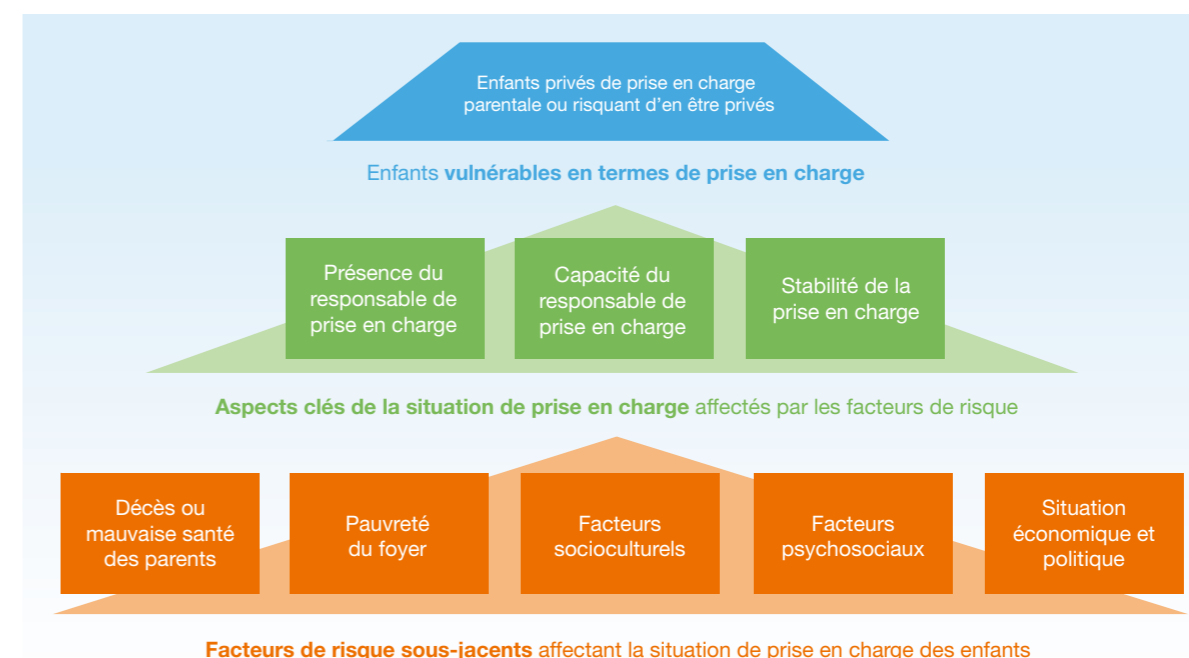 Enfants privés de prise en charge
parentale ou risquant d'en être privés
Enfants vulnérables en termes de prise en charge
Présence du
responsable de
prise en charge
Capacité du
responsable de
prise en charge
Stabilité de la
prise en charge
Aspects clés de la situation de prise en charge affectés par les facteurs de risque
Décès ou
mauvaise santé
des parents
Pauvreté
du foyer
Facteurs
socioculturels
Facteurs
psychosociaux
Situation
économique et
politique
Facteurs de risque sous-jacents affectant la situation de prise en charge des enfants